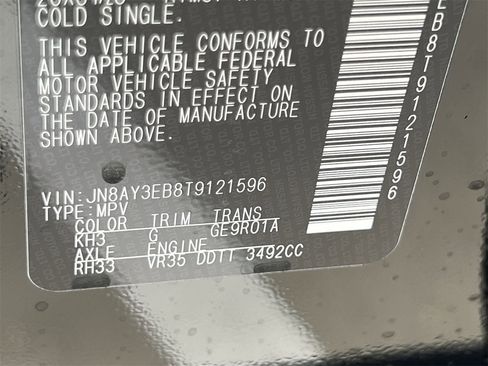 COLD SINGLE.
THIS VEHICLE CONFORMS TO
ALL APPLICABLE FEDERAL
MOTOR VEHICLE SAFETY
STANDARDS IN EFFECT ON
THE DATE OF MANUFACTURE
SHOWN ABOVE.
VIN:JN8AY3EB8T9121596
TYPE:MPV
COLOR TRIM TRANS
KH3 G GE9R01A
AXLE ENGINE
RH33 VR35 DDTT 3492CC
EB8T9121596